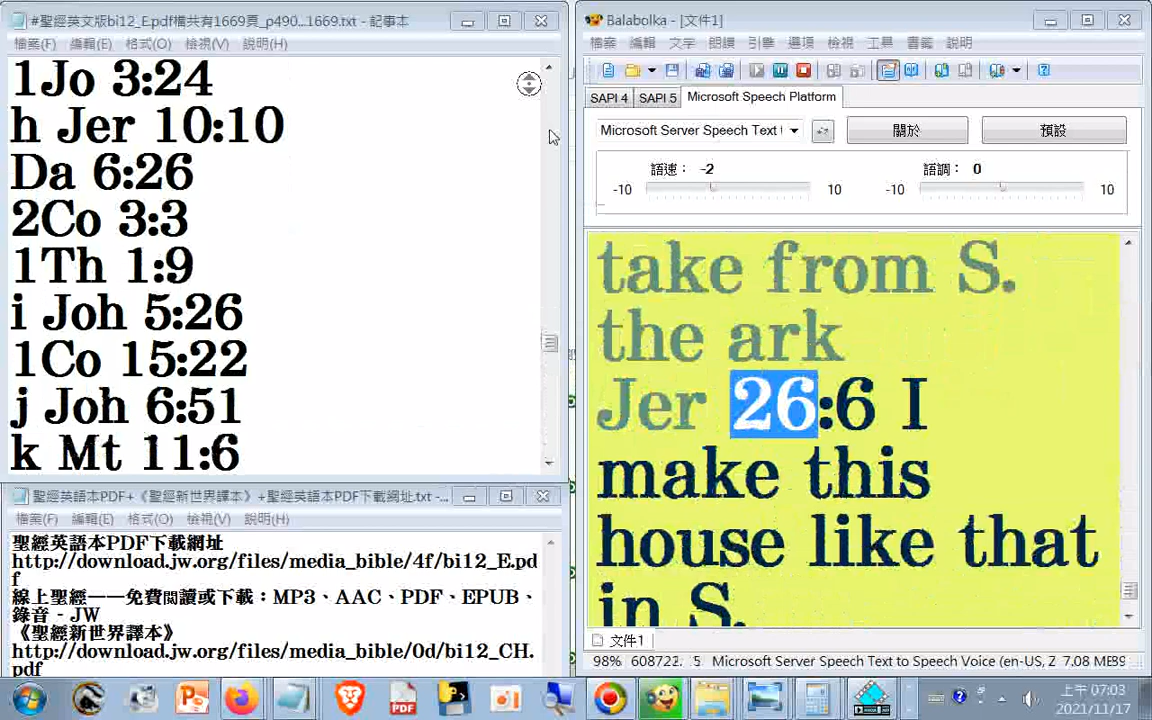 #聖經英文版bi12_E.pdf檔共有1669頁_p490...1669.txt - 記事本
檔案(F) 編輯(E) 格式(O) 檢視(V) 說明(H)
1Jo 3:24
h Jer 10:10
Da 6:26
2Co 3:3
1Th 1:9
i Joh 5:26
1Co 15:22
j Joh 6:51
k Mt 11:6
聖經英語本PDF+《聖經新世界譯本》+聖經英語本PDF下載網址.txt -...
檔案(F) 編輯(E) 格式(O) 檢視(V) 說明(H)
聖經英語本PDF下載網址
http://download.jw.org/files/media_bible/4f/bi12_E.pd
f
線上聖經——免費閱讀或下載：MP3、AAC、PDF、EPUB、
錄音 - JW
《聖經新世界譯本》
http://download.jw.org/files/media_bible/0d/bi12_CH.
pdf
Balabolka - [文件1]
檔案 編輯 文字 朗讀 引擎 選項 檢視 工具 書籤 說明
SAPI 4 SAPI 5 Microsoft Speech Platform
Microsoft Server Speech Text 關於 預設
語速： -2 語調： 0
-10 10 -10 10
take from S.
the ark
Jer 26:6 I
make this
house like that
in S.
文件1
98% Microsoft Server Speech Text to Speech Voice (en-US, Z 7.08 MB
上午 07:03
2021/11/17